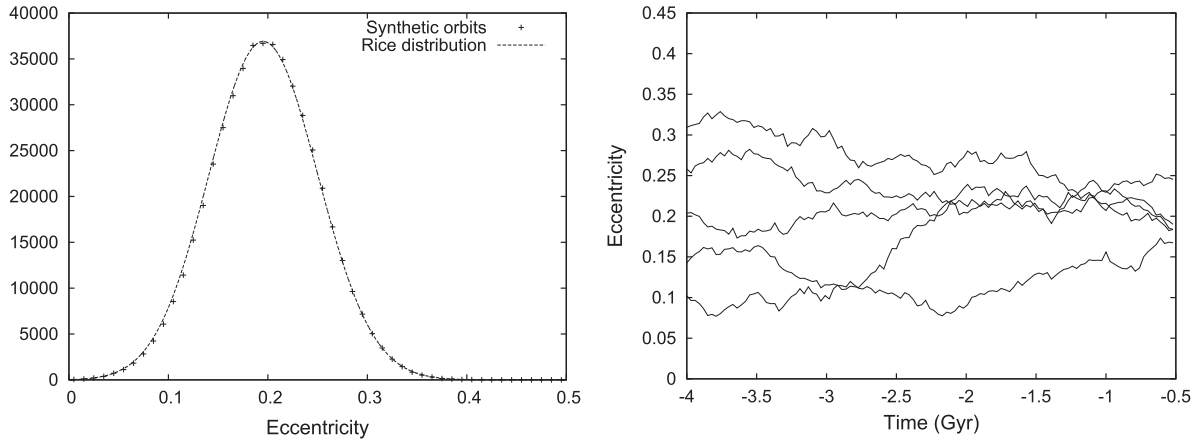 40000
35000
30000
25000
20000
15000
10000
5000
0
0 0.1 0.2 0.3 0.4 0.5
Eccentricity
Synthetic orbits
Rice distribution
0.45
0.4
0.35
0.3
0.25
0.2
0.15
0.1
0.05
0
Eccentricity
-4 -3.5 -3 -2.5 -2 -1.5 -1 -0.5
Time (Gyr)